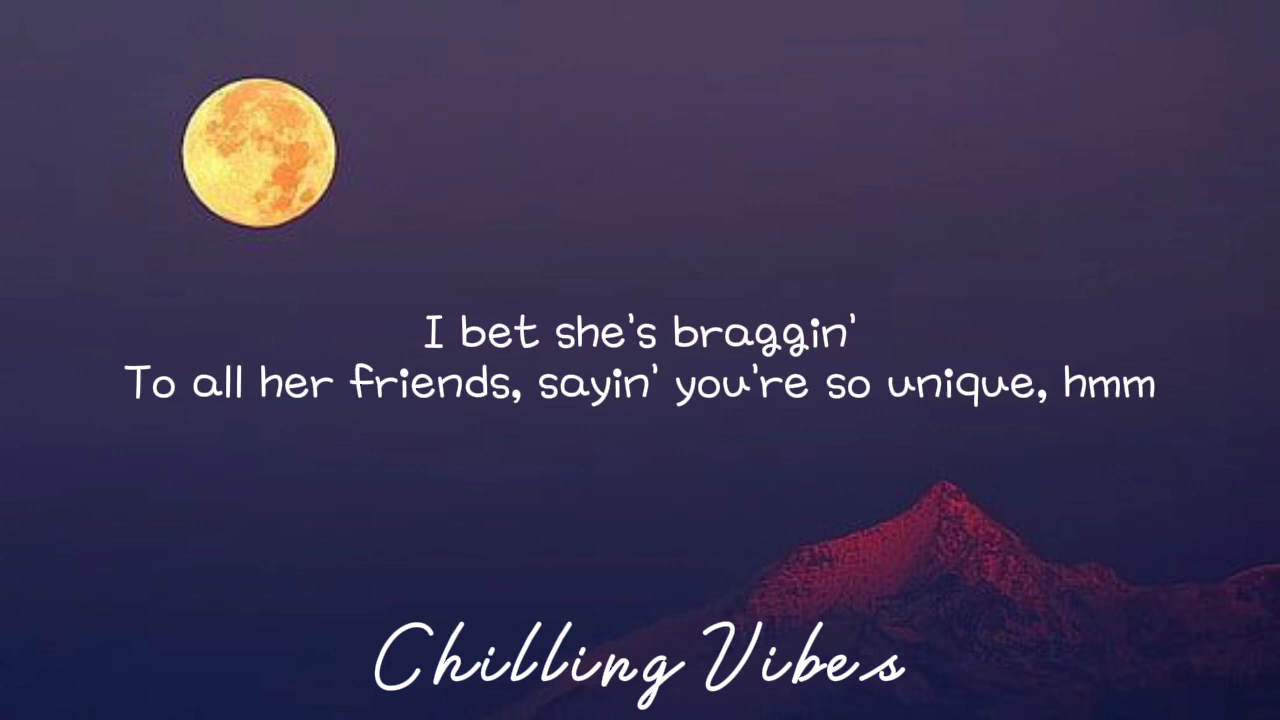 I bet she's braggin'
To all her friends, sayin' you're so unique, hmm
Chilling Vibes